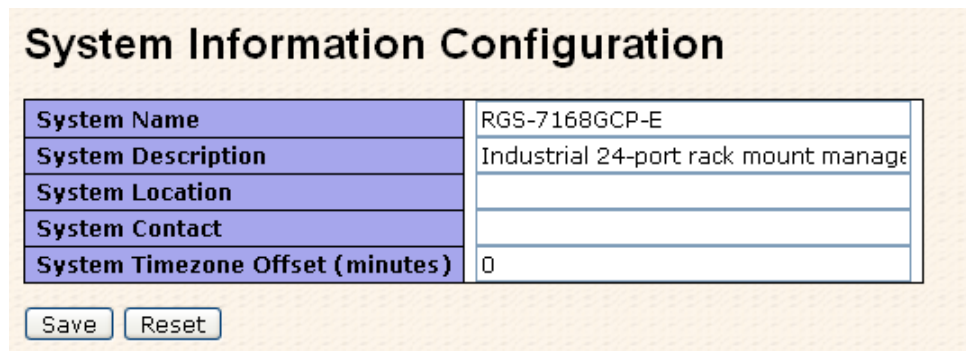 System Information Configuration
System Name RGS-7168GCP-E
System Description Industrial 24-port rack mount manage
System Location
System Contact
System Timezone Offset (minutes) 0
Save Reset